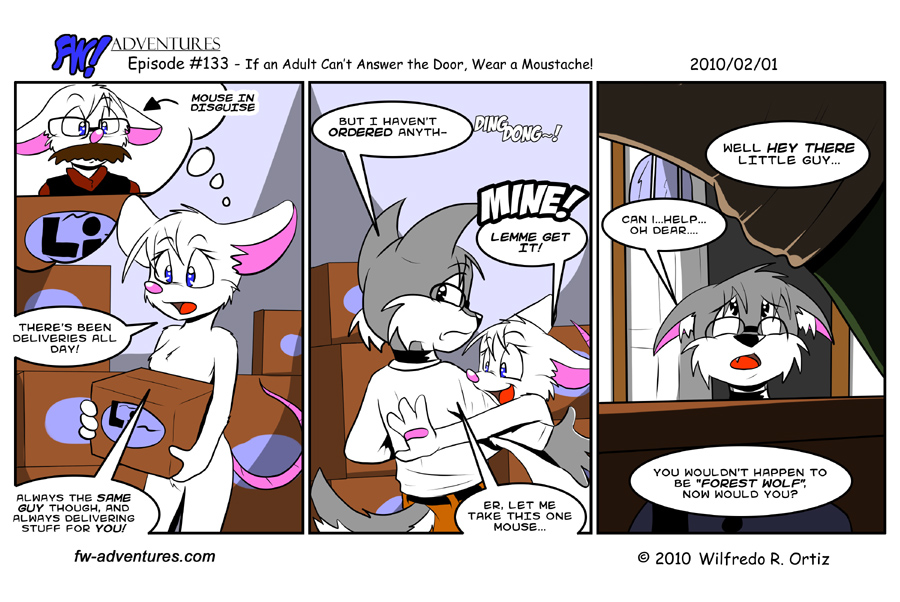 FW! ADVENTURES
Episode #133 - If an Adult Can't Answer the Door, Wear a Moustache!
2010/02/01
MOUSE IN
DISGUISE
Li
THERE'S BEEN
DELIVERIES ALL
DAY!
Li
ALWAYS THE SAME
GUY THOUGH, AND
ALWAYS DELIVERING
STUFF FOR YOU!
BUT I HAVEN'T
ORDERED ANYTH-
DING
DONG~!
MINE!
LEMME GET
IT!
ER, LET ME
TAKE THIS ONE
MOUSE...
WELL HEY THERE
LITTLE GUY...
CAN I...HELP...
OH DEAR....
YOU WOULDN'T HAPPEN TO
BE "FOREST WOLF",
NOW WOULD YOU?
fw-adventures.com
© 2010 Wilfredo R. Ortiz